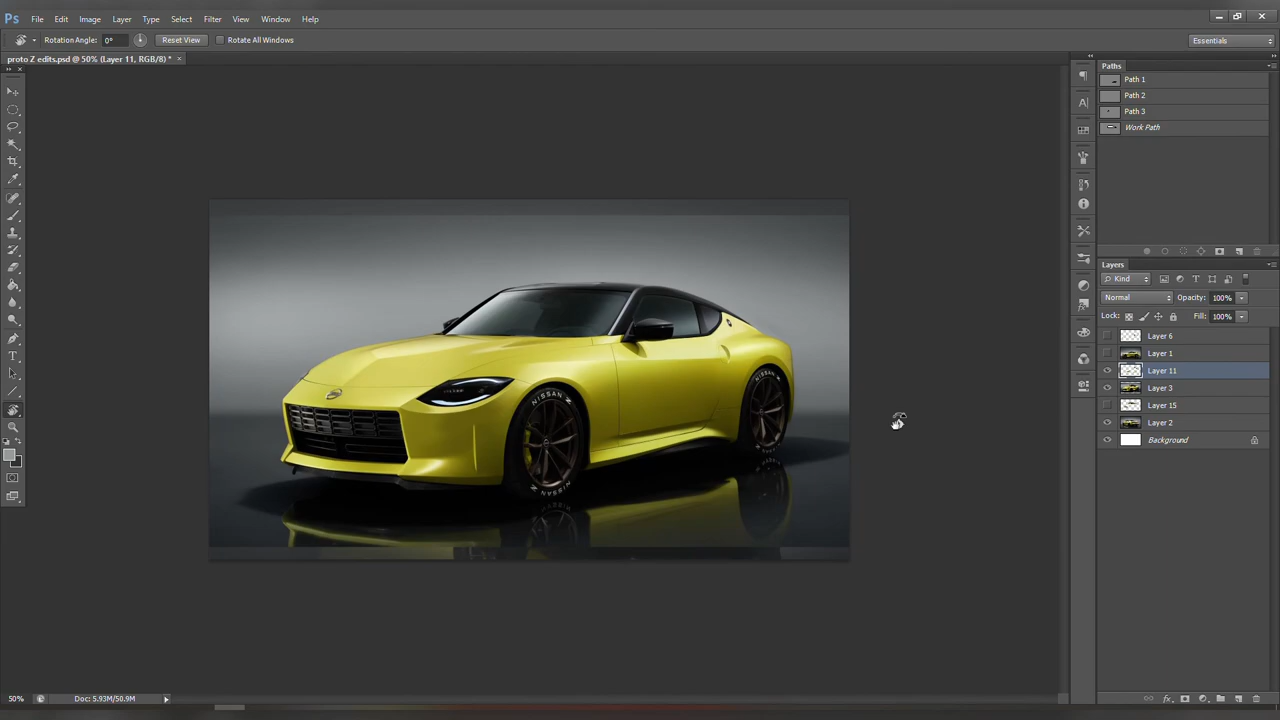 Ps File Edit Image Layer Type Select Filter View Window Help
Rotation Angle: 0° Reset View Rotate All Windows Essentials
proto Z edits.psd @ 50% (Layer 11, RGB/8) *
Paths
Path 1
Path 2
Path 3
Work Path
Layers
Kind
Normal Opacity: 100%
Lock: Fill: 100%
Layer 6
Layer 1
Layer 11
Layer 3
Layer 15
Layer 2
Background
NISSAN Z
NISSAN Z
NISSAN Z
50% Doc: 5.93M/50.9M